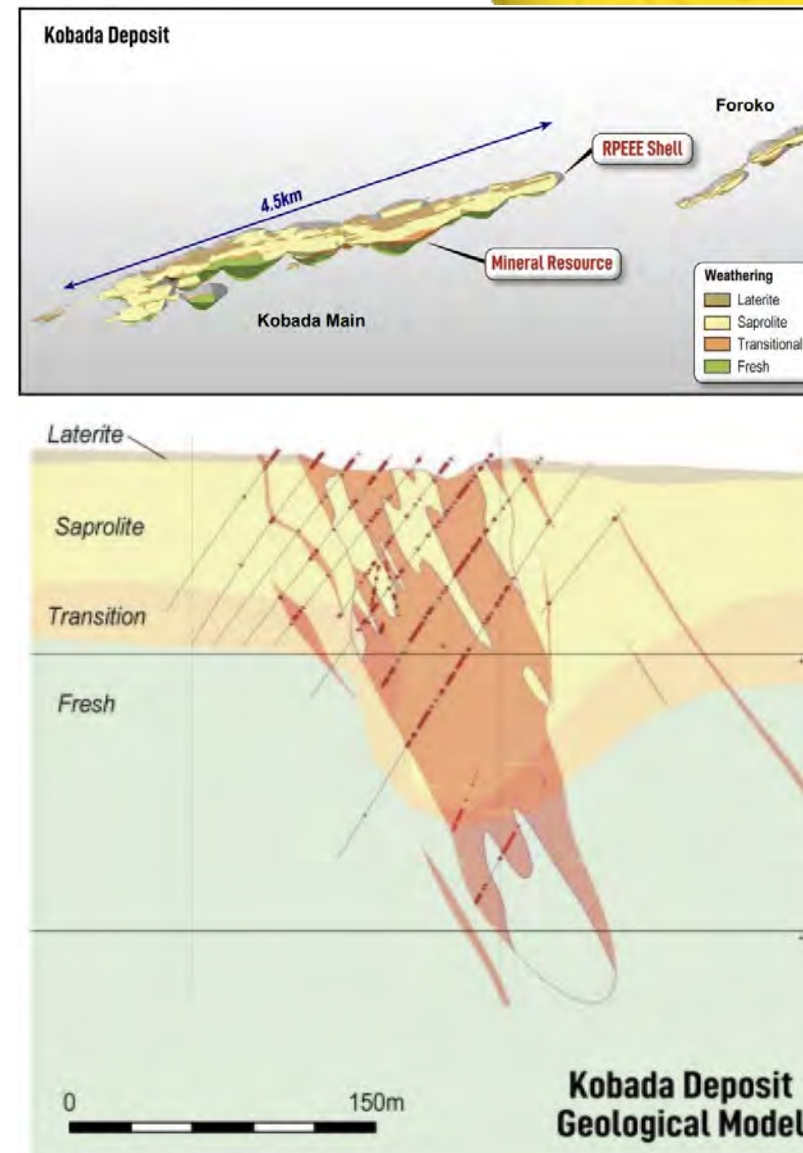 Kobada Deposit
Foroko
RPEEE Shell
4.5km
Mineral Resource
Kobada Main
Weathering
Laterite
Saprolite
Transitional
Fresh
Laterite
Saprolite
Transition
Fresh
0 150m
Kobada Deposit
Geological Model